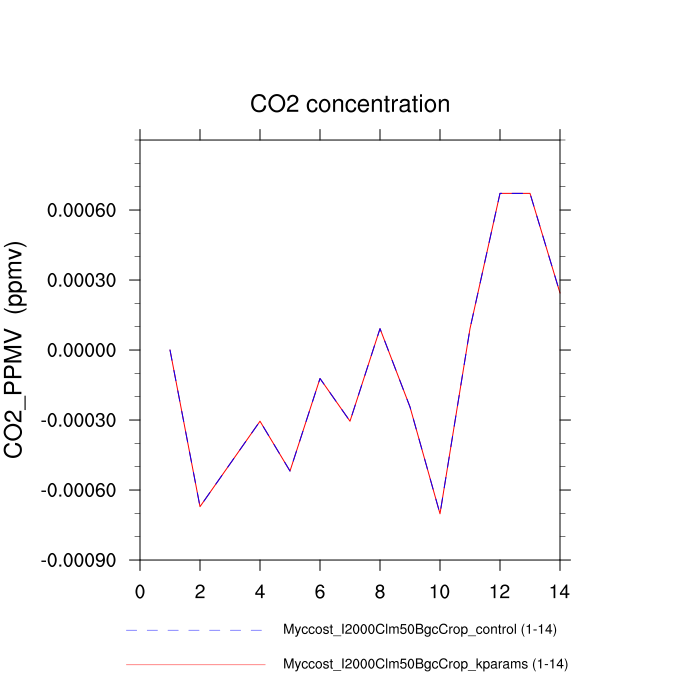 CO2 concentration
CO2_PPMV (ppmv)
0.00060
0.00030
0.00000
-0.00030
-0.00060
-0.00090
0 2 4 6 8 10 12 14
Myccost_I2000Clm50BgcCrop_control (1-14)
Myccost_I2000Clm50BgcCrop_kparams (1-14)